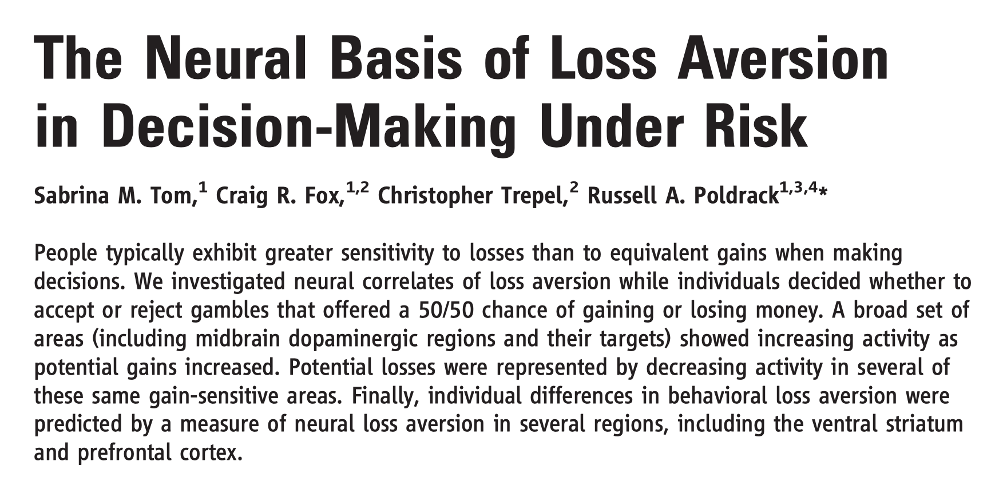 The Neural Basis of Loss Aversion
in Decision-Making Under Risk
Sabrina M. Tom,1 Craig R. Fox,1,2 Christopher Trepel,2 Russell A. Poldrack1,3,4*
People typically exhibit greater sensitivity to losses than to equivalent gains when making
decisions. We investigated neural correlates of loss aversion while individuals decided whether to
accept or reject gambles that offered a 50/50 chance of gaining or losing money. A broad set of
areas (including midbrain dopaminergic regions and their targets) showed increasing activity as
potential gains increased. Potential losses were represented by decreasing activity in several of
these same gain-sensitive areas. Finally, individual differences in behavioral loss aversion were
predicted by a measure of neural loss aversion in several regions, including the ventral striatum
and prefrontal cortex.